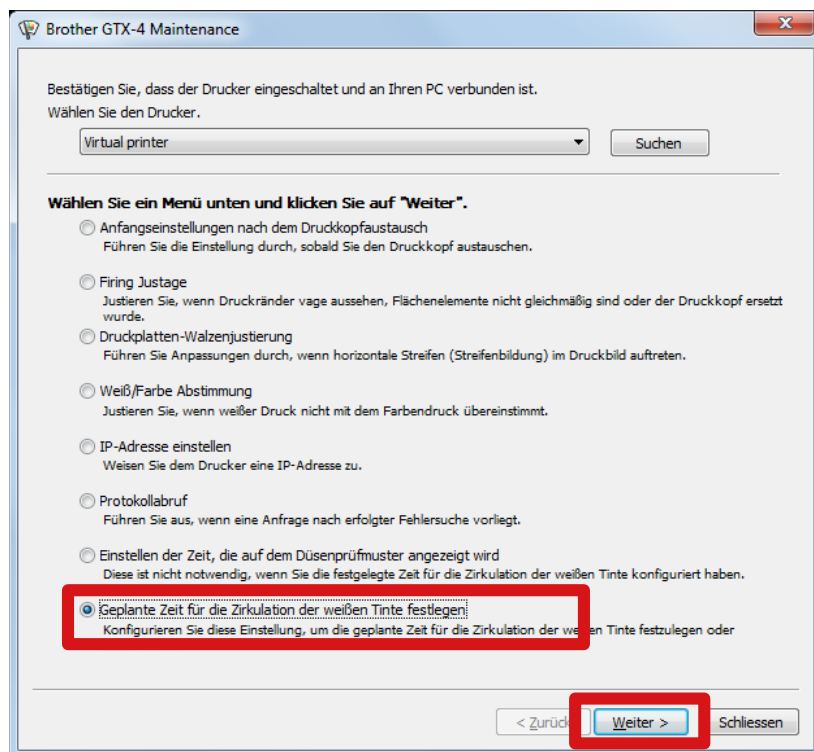 Brother GTX-4 Maintenance
Bestätigen Sie, dass der Drucker eingeschaltet und an Ihren PC verbunden ist.
Wählen Sie den Drucker.
Virtual printer
Suchen
Wählen Sie ein Menü unten und klicken Sie auf "Weiter".
Anfangseinstellungen nach dem Druckkopfaustausch
Führen Sie die Einstellung durch, sobald Sie den Druckkopf austauschen.
Firing Justage
Justieren Sie, wenn Druckränder vage aussehen, Flächenelemente nicht gleichmäßig sind oder der Druckkopf ersetzt
wurde.
Druckplatten-Walzenjustierung
Führen Sie Anpassungen durch, wenn horizontale Streifen (Streifenbildung) im Druckbild auftreten.
Weiß/Farbe Abstimmung
Justieren Sie, wenn weißer Druck nicht mit dem Farbendruck übereinstimmt.
IP-Adresse einstellen
Weisen Sie dem Drucker eine IP-Adresse zu.
Protokollabruf
Führen Sie aus, wenn eine Anfrage nach erfolgter Fehlersuche vorliegt.
Einstellen der Zeit, die auf dem Düsenprüfmuster angezeigt wird
Diese ist nicht notwendig, wenn Sie die festgelegte Zeit für die Zirkulation der weißen Tinte konfiguriert haben.
Geplante Zeit für die Zirkulation der weißen Tinte festlegen
Konfigurieren Sie diese Einstellung, um die geplante Zeit für die Zirkulation der weißen Tinte festzulegen oder
< Zurück
Weiter >
Schliessen